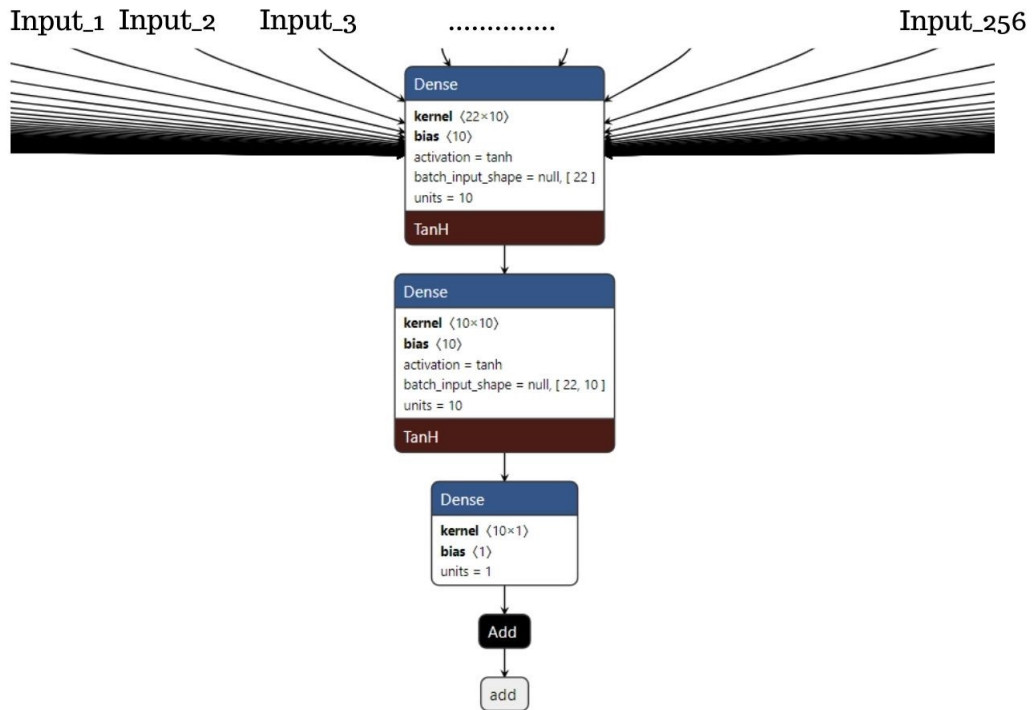 Input_1 Input_2 Input_3 .............. Input_256
Dense
kernel ⟨22×10⟩
bias ⟨10⟩
activation = tanh
batch_input_shape = null, [ 22 ]
units = 10
TanH
Dense
kernel ⟨10×10⟩
bias ⟨10⟩
activation = tanh
batch_input_shape = null, [ 22, 10 ]
units = 10
TanH
Dense
kernel ⟨10×1⟩
bias ⟨1⟩
units = 1
Add
add